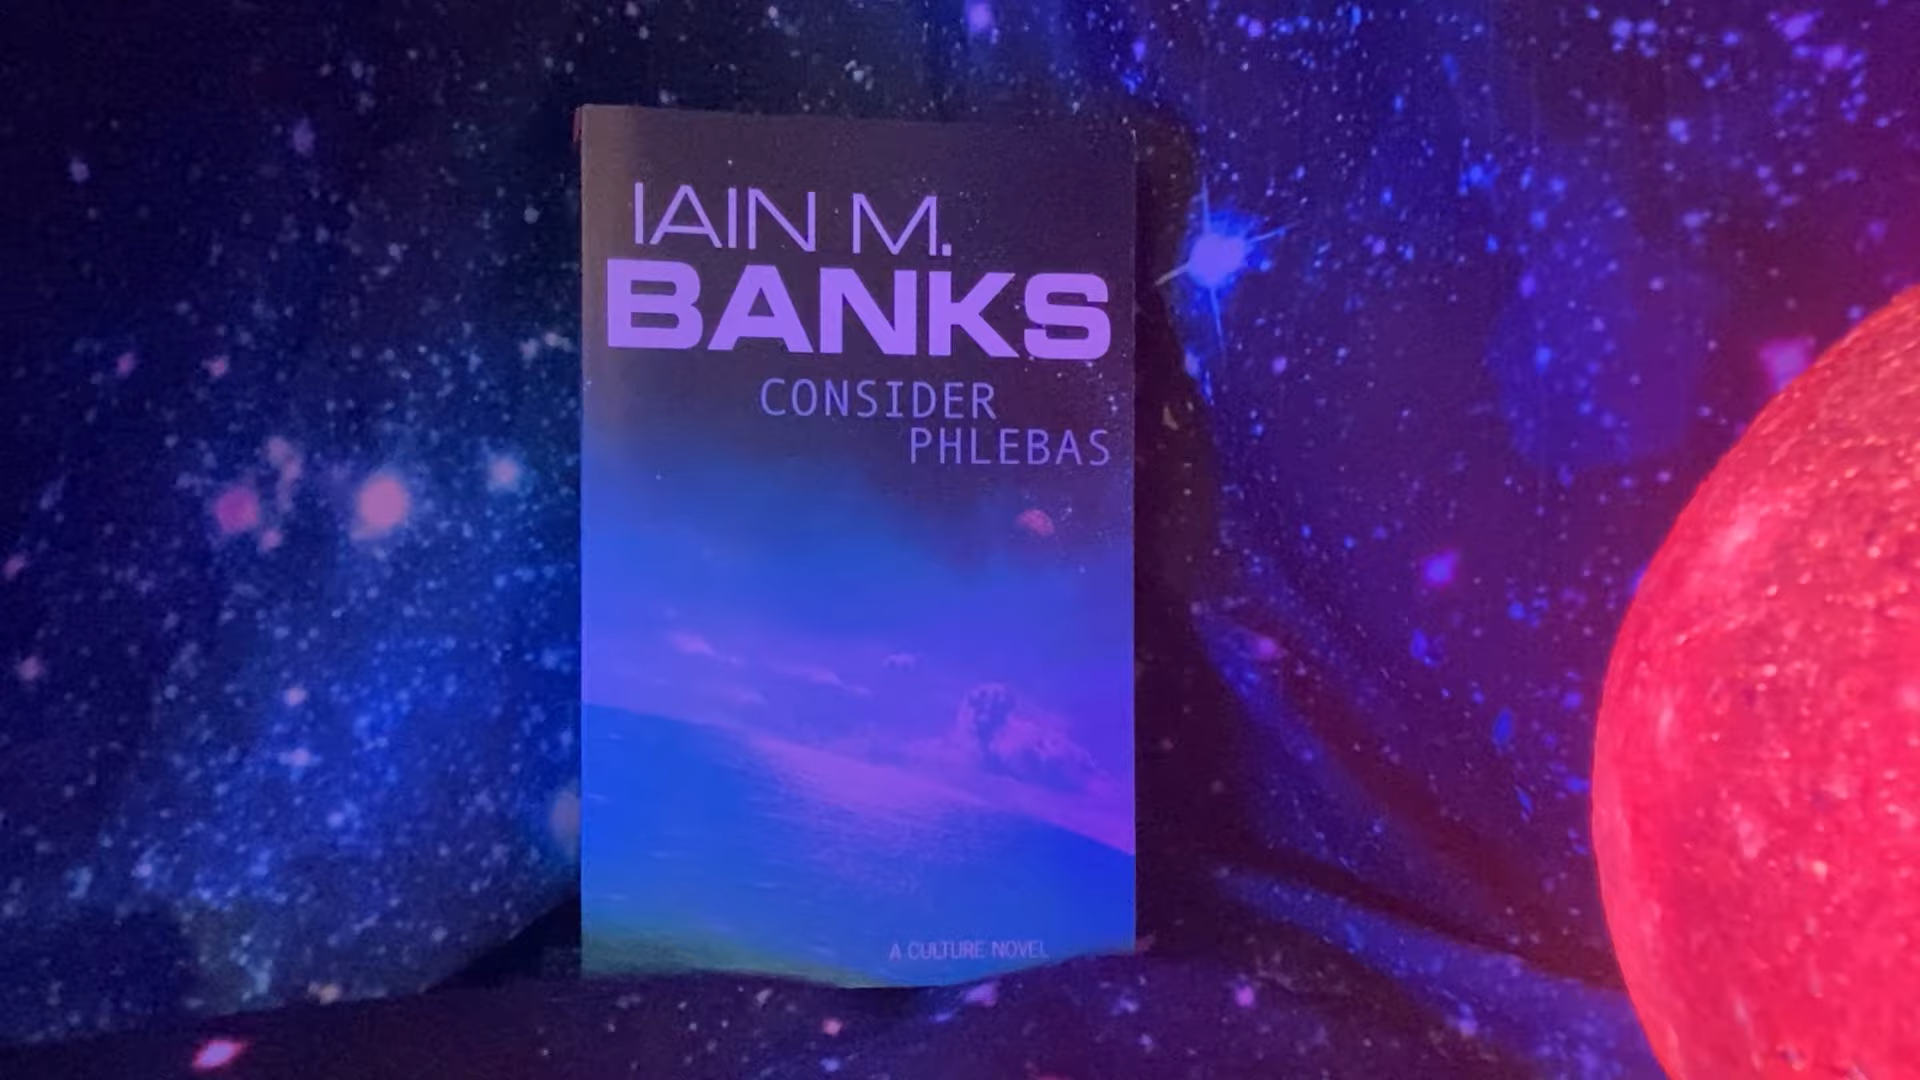 IAIN M.
BANKS
CONSIDER
PHLEBAS
A CULTURE NOVEL